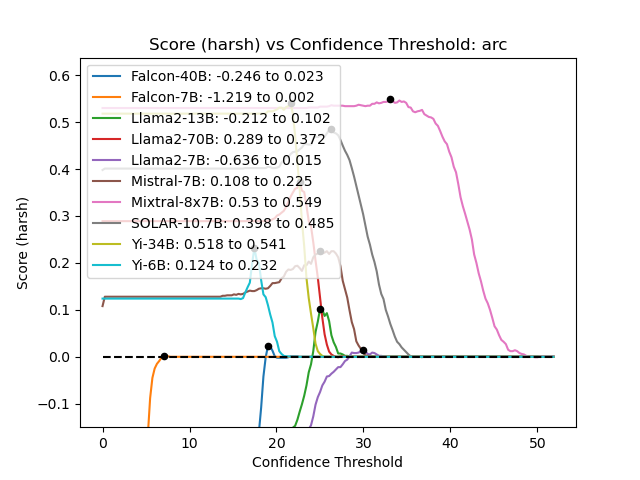 Score (harsh) vs Confidence Threshold: arc
Score (harsh)
0.6
0.5
0.4
0.3
0.2
0.1
0.0
−0.1
Falcon-40B: -0.246 to 0.023
Falcon-7B: -1.219 to 0.002
Llama2-13B: -0.212 to 0.102
Llama2-70B: 0.289 to 0.372
Llama2-7B: -0.636 to 0.015
Mistral-7B: 0.108 to 0.225
Mixtral-8x7B: 0.53 to 0.549
SOLAR-10.7B: 0.398 to 0.485
Yi-34B: 0.518 to 0.541
Yi-6B: 0.124 to 0.232
0 10 20 30 40 50
Confidence Threshold